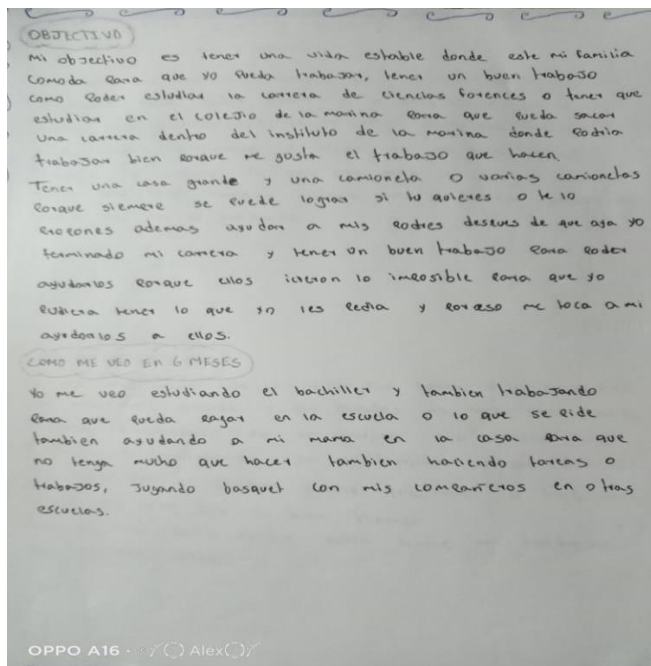 OBJECTIVO
Mi objectivo es tener una vida estable donde este mi familia
comoda para que yo pueda trabajar, tener un buen trabajo
como poder estudiar la carrera de ciencias forences o tener que
estudiar en el colejio de la marina para que pueda sacar
una carrera dentro del instituto de la marina donde podria
trabajar bien porque me gusta el trabajo que hacen.
Tener una casa grande y una camioneta o varias camionetas
porque siempre se puede lograr si tu quieres o te lo
propones ademas ayudar a mis padres despues de que aja yo
terminado mi carrera y tener un buen trabajo para poder
ayudarlos porque ellos icieron lo imposible para que yo
pudiera tener lo que yo les pedia y por eso me toca a mi
ayudarlos a ellos.
COMO ME VEO EN 6 MESES
Yo me veo estudiando el bachiller y tambien trabajando
para que pueda pagar en la escuela o lo que se pide
tambien ayudando a mi mama en la casa para que
no tenga mucho que hacer tambien haciendo tareas o
trabajos, jugando basquet con mis compañeros en otras
escuelas.
OPPO A16 · Alex